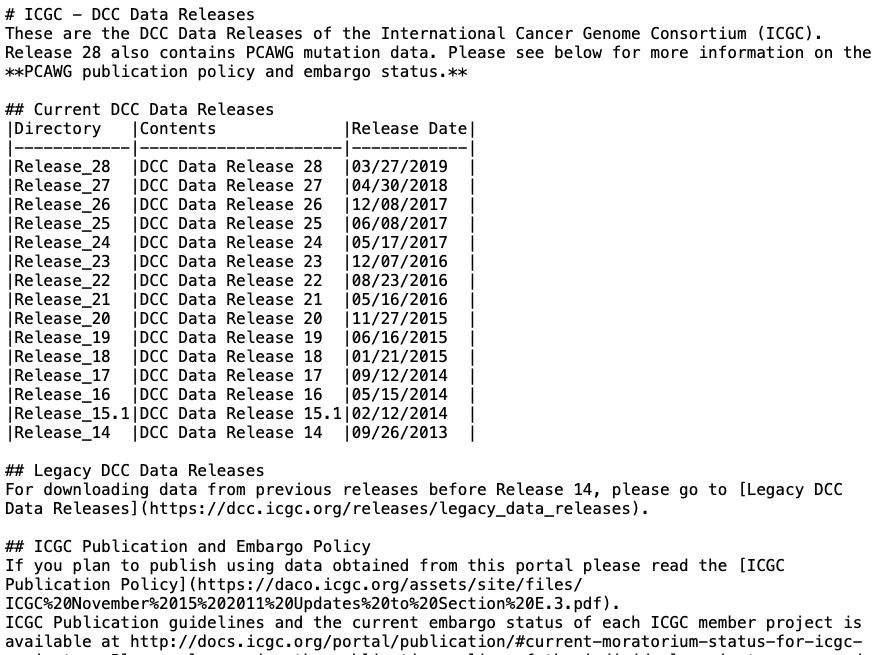 # ICGC - DCC Data Releases
These are the DCC Data Releases of the International Cancer Genome Consortium (ICGC).
Release 28 also contains PCAWG mutation data. Please see below for more information on the
**PCAWG publication policy and embargo status.**
## Current DCC Data Releases
|Directory   |Contents             |Release Date|
|------------|---------------------|------------|
|Release_28  |DCC Data Release 28  |03/27/2019  |
|Release_27  |DCC Data Release 27  |04/30/2018  |
|Release_26  |DCC Data Release 26  |12/08/2017  |
|Release_25  |DCC Data Release 25  |06/08/2017  |
|Release_24  |DCC Data Release 24  |05/17/2017  |
|Release_23  |DCC Data Release 23  |12/07/2016  |
|Release_22  |DCC Data Release 22  |08/23/2016  |
|Release_21  |DCC Data Release 21  |05/16/2016  |
|Release_20  |DCC Data Release 20  |11/27/2015  |
|Release_19  |DCC Data Release 19  |06/16/2015  |
|Release_18  |DCC Data Release 18  |01/21/2015  |
|Release_17  |DCC Data Release 17  |09/12/2014  |
|Release_16  |DCC Data Release 16  |05/15/2014  |
|Release_15.1|DCC Data Release 15.1|02/12/2014  |
|Release_14  |DCC Data Release 14  |09/26/2013  |
## Legacy DCC Data Releases
For downloading data from previous releases before Release 14, please go to [Legacy DCC
Data Releases](https://dcc.icgc.org/releases/legacy_data_releases).
## ICGC Publication and Embargo Policy
If you plan to publish using data obtained from this portal please read the [ICGC
Publication Policy](https://daco.icgc.org/assets/site/files/
ICGC%20November%2015%202011%20Updates%20to%20Section%20E.3.pdf).
ICGC Publication guidelines and the current embargo status of each ICGC member project is
available at http://docs.icgc.org/portal/publication/#current-moratorium-status-for-icgc-